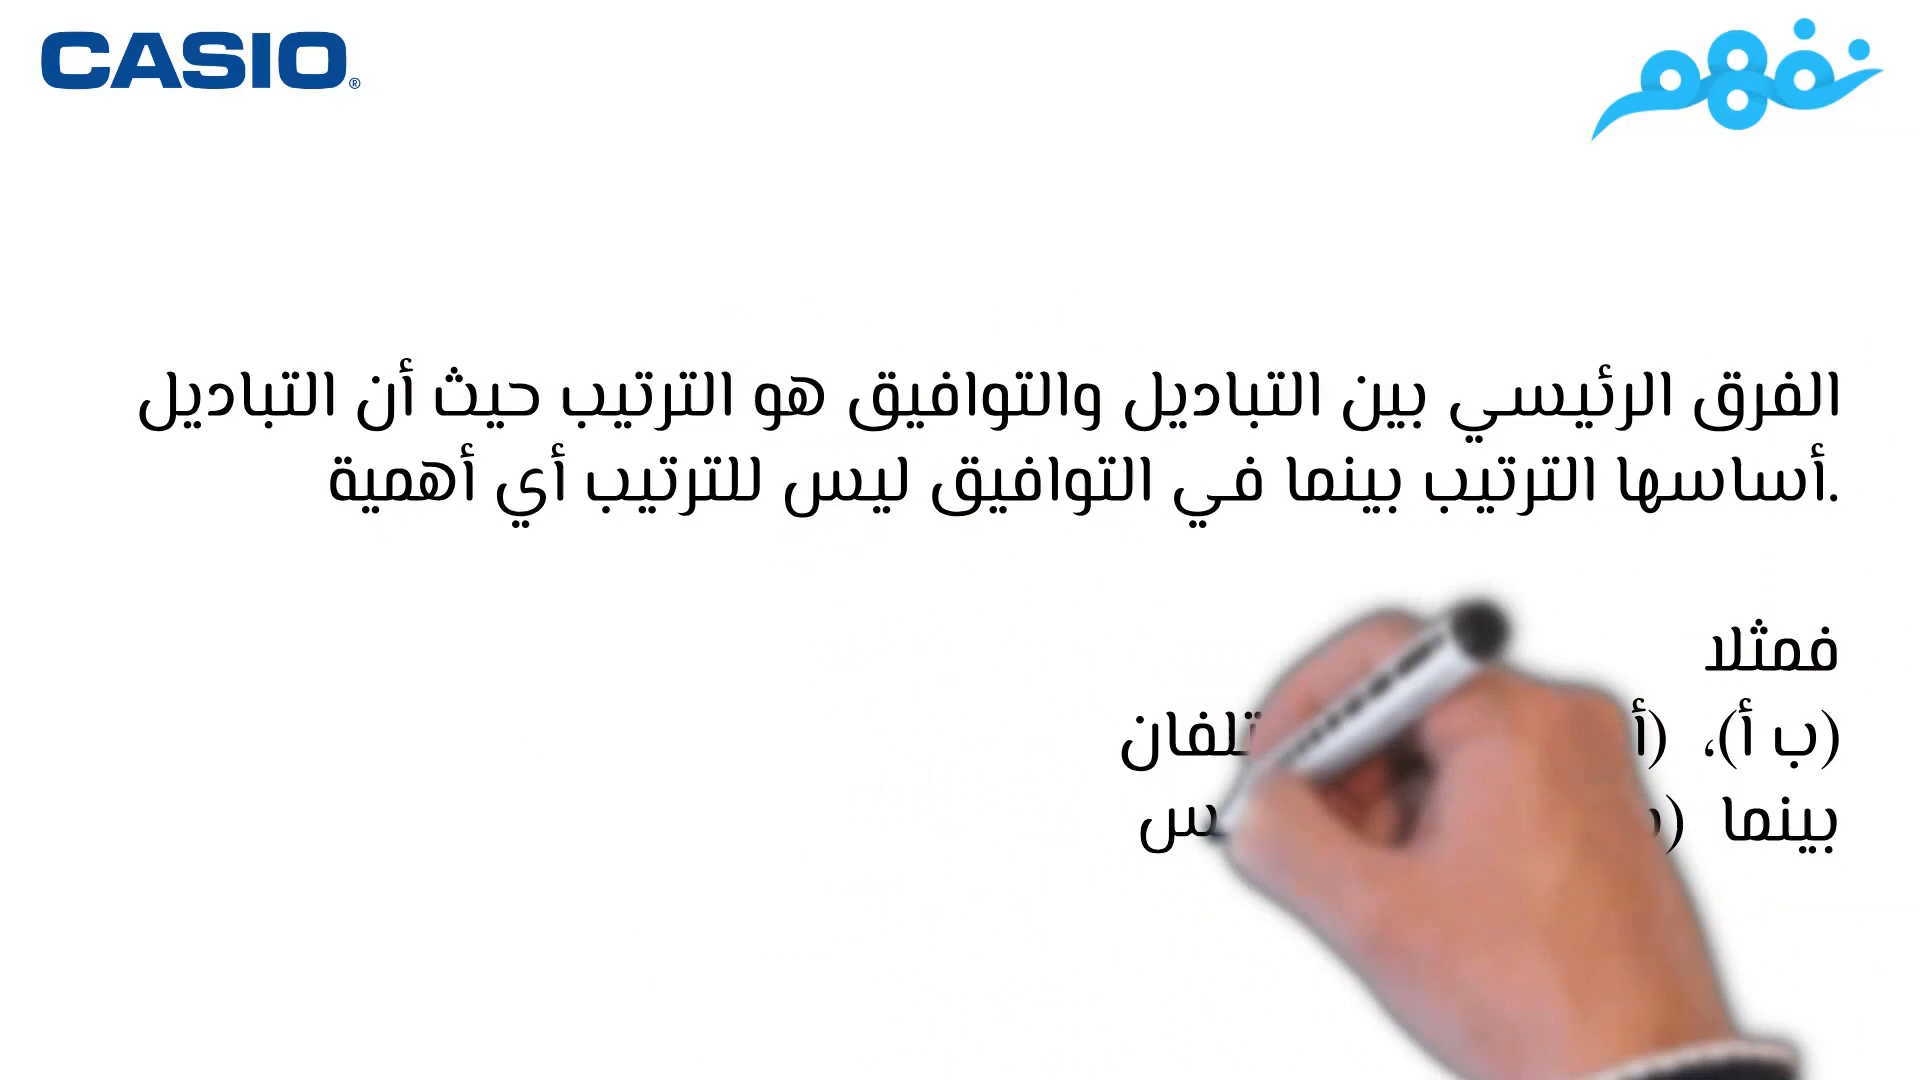 CASIO®
نفهم
الفرق الرئيسي بين التباديل والتوافيق هو الترتيب حيث أن التباديل
.أساسها الترتيب بينما في التوافيق ليس للترتيب أي أهمية
فمثلا
(ب أ)، (أ
بينما